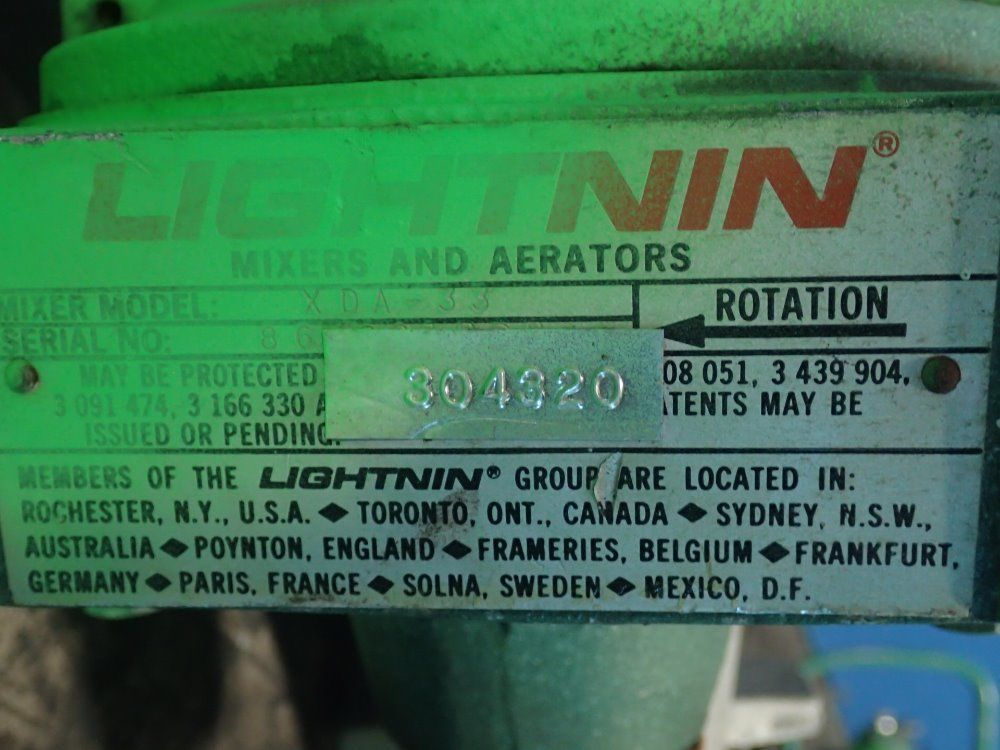 LIGHTNIN®
MIXERS AND AERATORS
MIXER MODEL: XDA-33
ROTATION
SERIAL NO: 86
304320
MAY BE PROTECTED 08 051, 3 439 904,
3 091 474, 3 166 330 ATENTS MAY BE
ISSUED OR PENDING.
MEMBERS OF THE LIGHTNIN® GROUP ARE LOCATED IN:
ROCHESTER, N.Y., U.S.A. ◆ TORONTO, ONT., CANADA ◆ SYDNEY, N.S.W.,
AUSTRALIA ◆ POYNTON, ENGLAND ◆ FRAMERIES, BELGIUM ◆ FRANKFURT,
GERMANY ◆ PARIS, FRANCE ◆ SOLNA, SWEDEN ◆ MEXICO, D.F.